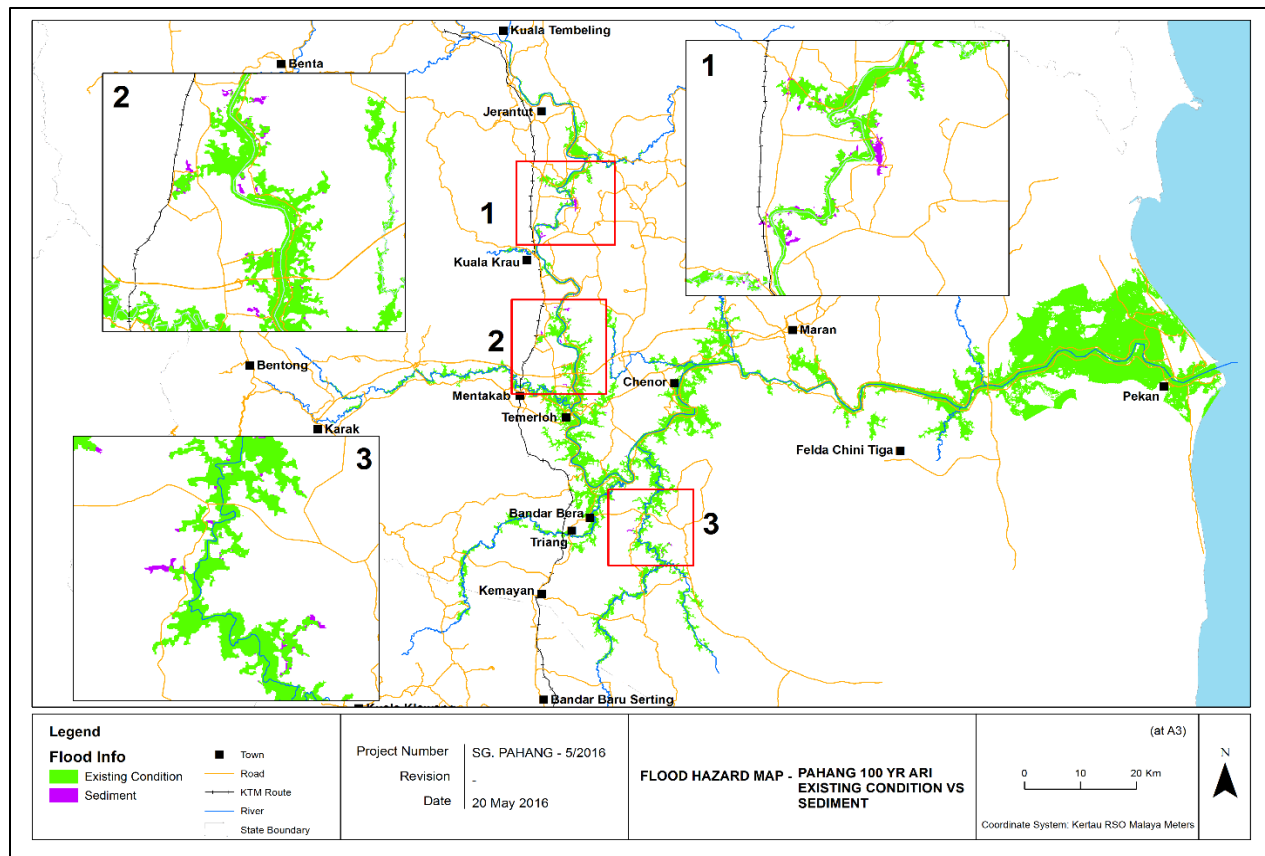 Kuala Tembeling
Benta
2
1
Jerantut
1
Kuala Krau
2
Maran
Bentong
Chenor
Mentakab
Pekan
Temerloh
Karak
Felda Chini Tiga
3
Bandar Bera
3
Triang
Kemayan
Bandar Baru Serting
Legend
Flood Info
Existing Condition
Sediment
Town
Road
KTM Route
River
State Boundary
Project Number SG. PAHANG - 5/2016
Revision -
Date 20 May 2016
FLOOD HAZARD MAP - PAHANG 100 YR ARI
EXISTING CONDITION VS
SEDIMENT
(at A3)
0 10 20 Km
Coordinate System: Kertau RSO Malaya Meters
N